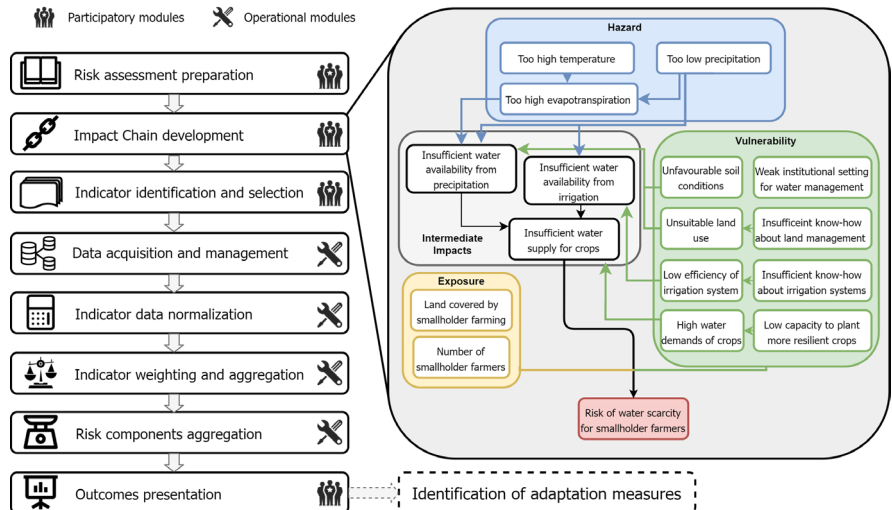 Participatory modules
Operational modules
Risk assessment preparation
Impact Chain development
Indicator identification and selection
Data acquisition and management
Indicator data normalization
Indicator weighting and aggregation
Risk components aggregation
Outcomes presentation
Identification of adaptation measures
Hazard
Too high temperature
Too low precipitation
Too high evapotranspiration
Insufficient water
availability from
precipitation
Insufficient water
availability from
irrigation
Insufficient water
supply for crops
Intermediate
Impacts
Vulnerability
Unfavourable soil
conditions
Weak institutional setting
for water management
Unsuitable land
use
Insufficeint know-how
about land management
Low efficiency of
irrigation system
Insufficient know-how
about irrigation systems
High water
demands of crops
Low capacity to plant
more resilient crops
Exposure
Land covered by
smallholder farming
Number of
smallholder farmers
Risk of water scarcity
for smallholder farmers